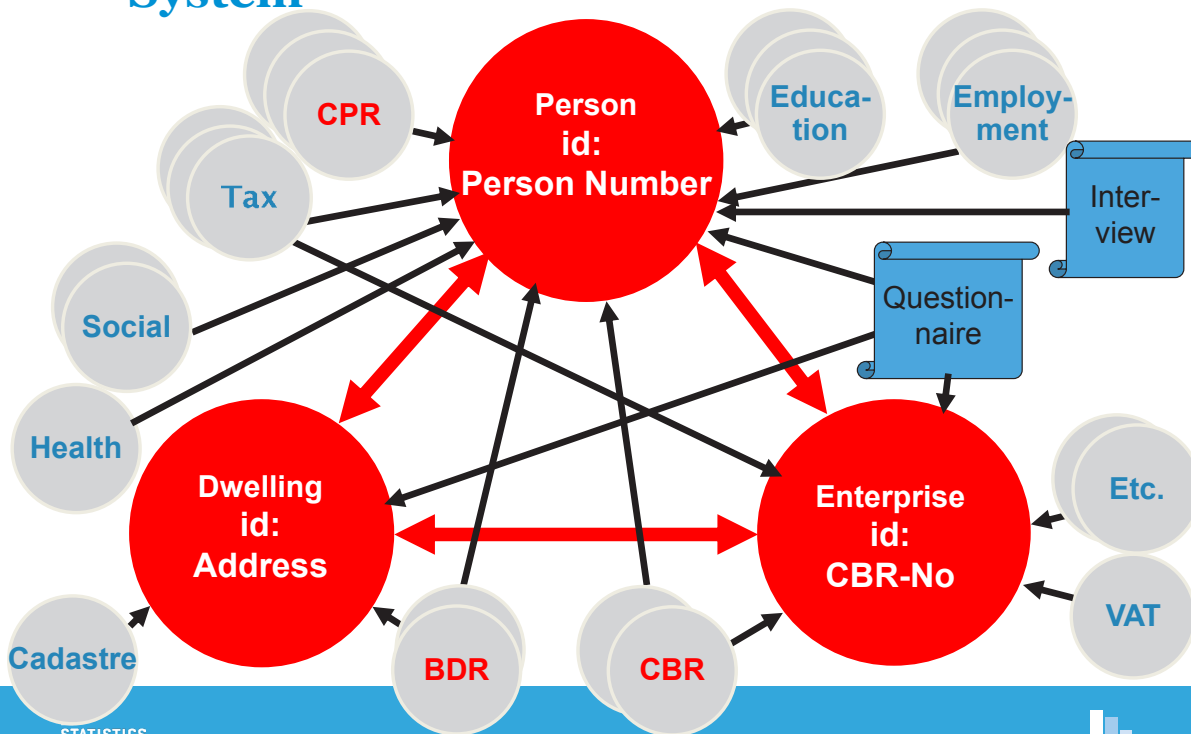 System
CPR
Person
id:
Person Number
Educa-
tion
Employ-
ment
Tax
Inter-
view
Social
Question-
naire
Health
Dwelling
id:
Address
Enterprise
id:
CBR-No
Etc.
VAT
Cadastre
BDR
CBR
STATISTICS